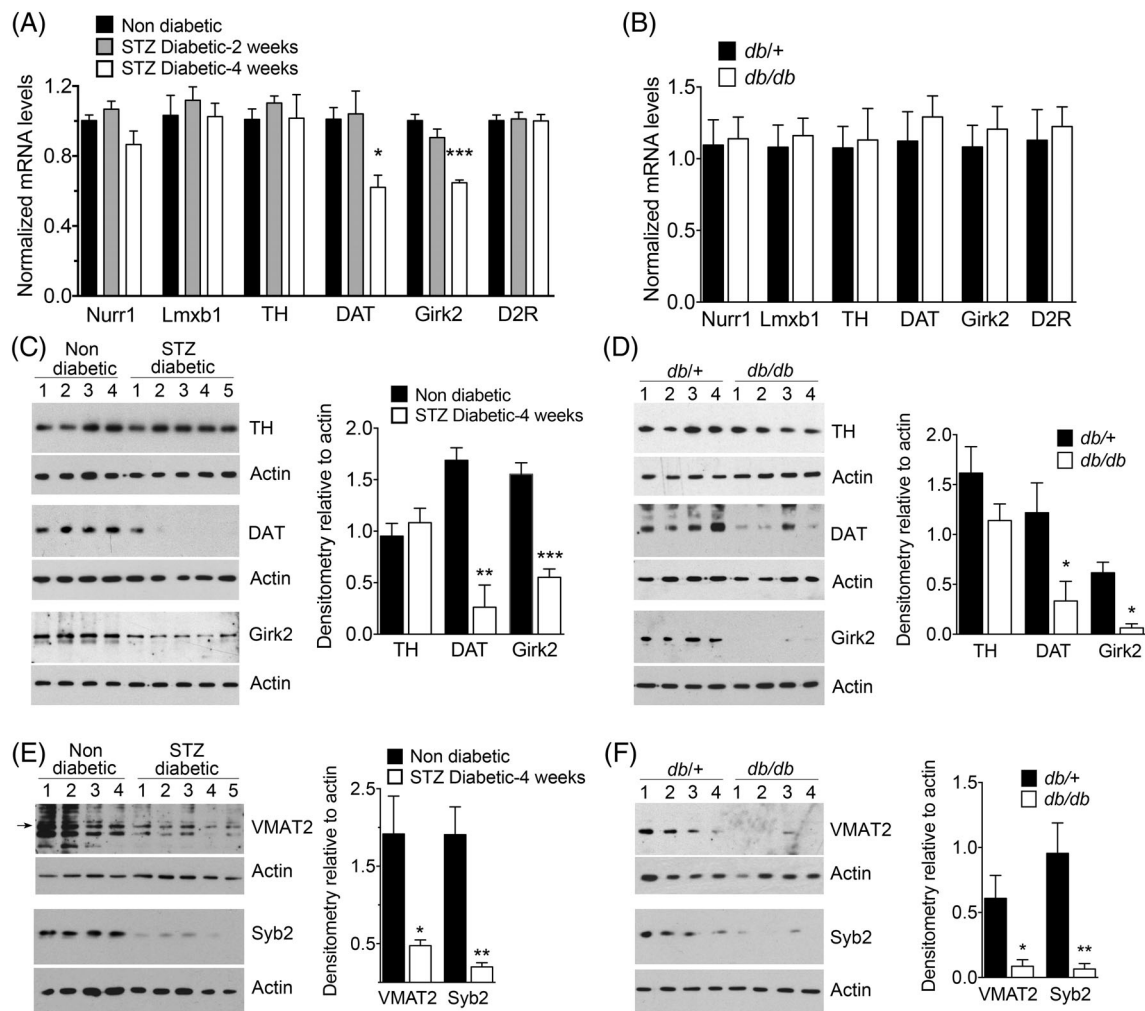 (A)
Non diabetic
STZ Diabetic-2 weeks
STZ Diabetic-4 weeks
Normalized mRNA levels
1.2
0.9
0.6
0.3
0.0
* ***
Nurr1 Lmxb1 TH DAT Girk2 D2R
(B)
db/+
db/db
Normalized mRNA levels
1.5
1.0
0.5
0.0
Nurr1 Lmxb1 TH DAT Girk2 D2R
(C)
Non diabetic STZ diabetic
1 2 3 4 1 2 3 4 5
TH
Actin
DAT
Actin
Girk2
Actin
Non diabetic
STZ Diabetic-4 weeks
Densitometry relative to actin
2.0
1.5
1.0
0.5
0.0
** ***
TH DAT Girk2
(D)
db/+ db/db
1 2 3 4 1 2 3 4
TH
Actin
DAT
Actin
Girk2
Actin
db/+
db/db
Densitometry relative to actin
2.0
1.5
1.0
0.5
0.0
* *
TH DAT Girk2
(E)
Non diabetic STZ diabetic
1 2 3 4 1 2 3 4 5
VMAT2
Actin
Syb2
Actin
Non diabetic
STZ Diabetic-4 weeks
Densitometry relative to actin
2.5
2.0
1.5
0.5
* **
VMAT2 Syb2
(F)
db/+ db/db
1 2 3 4 1 2 3 4
VMAT2
Actin
Syb2
Actin
db/+
db/db
Densitometry relative to actin
1.5
1.0
0.5
0.0
* **
VMAT2 Syb2